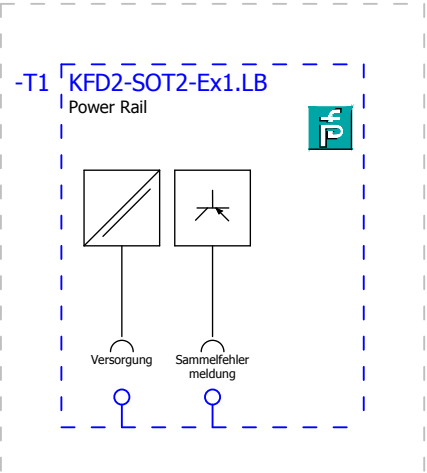 -T1 KFD2-SOT2-Ex1.LB
Power Rail
Versorgung
Sammelfehler
meldung